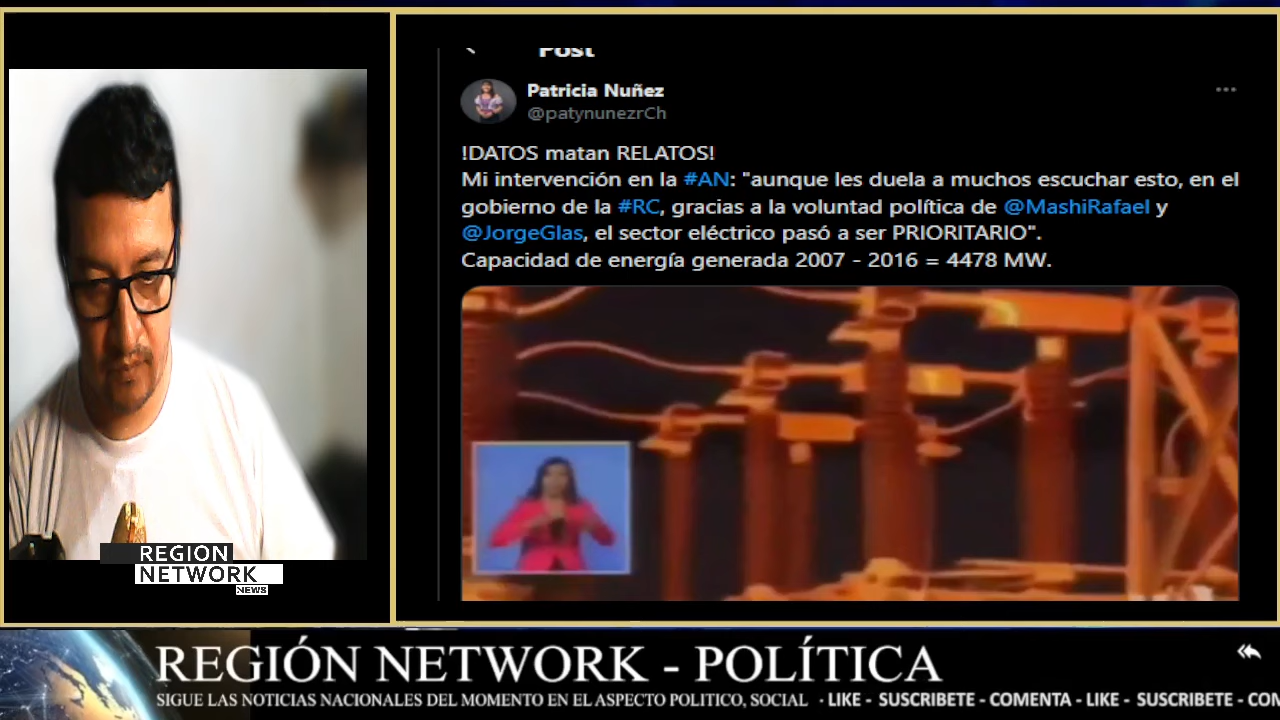 Post
Patricia Nuñez
@patynunezrCh
!DATOS matan RELATOS!
Mi intervención en la #AN: "aunque les duela a muchos escuchar esto, en el
gobierno de la #RC, gracias a la voluntad política de @MashiRafael y
@JorgeGlas, el sector eléctrico pasó a ser PRIORITARIO".
Capacidad de energía generada 2007 - 2016 = 4478 MW.
REGION
NETWORK
NEWS
REGIÓN NETWORK - POLÍTICA
SIGUE LAS NOTICIAS NACIONALES DEL MOMENTO EN EL ASPECTO POLITICO, SOCIAL · LIKE - SUSCRIBETE - COMENTA - LIKE - SUSCRIBETE - CON